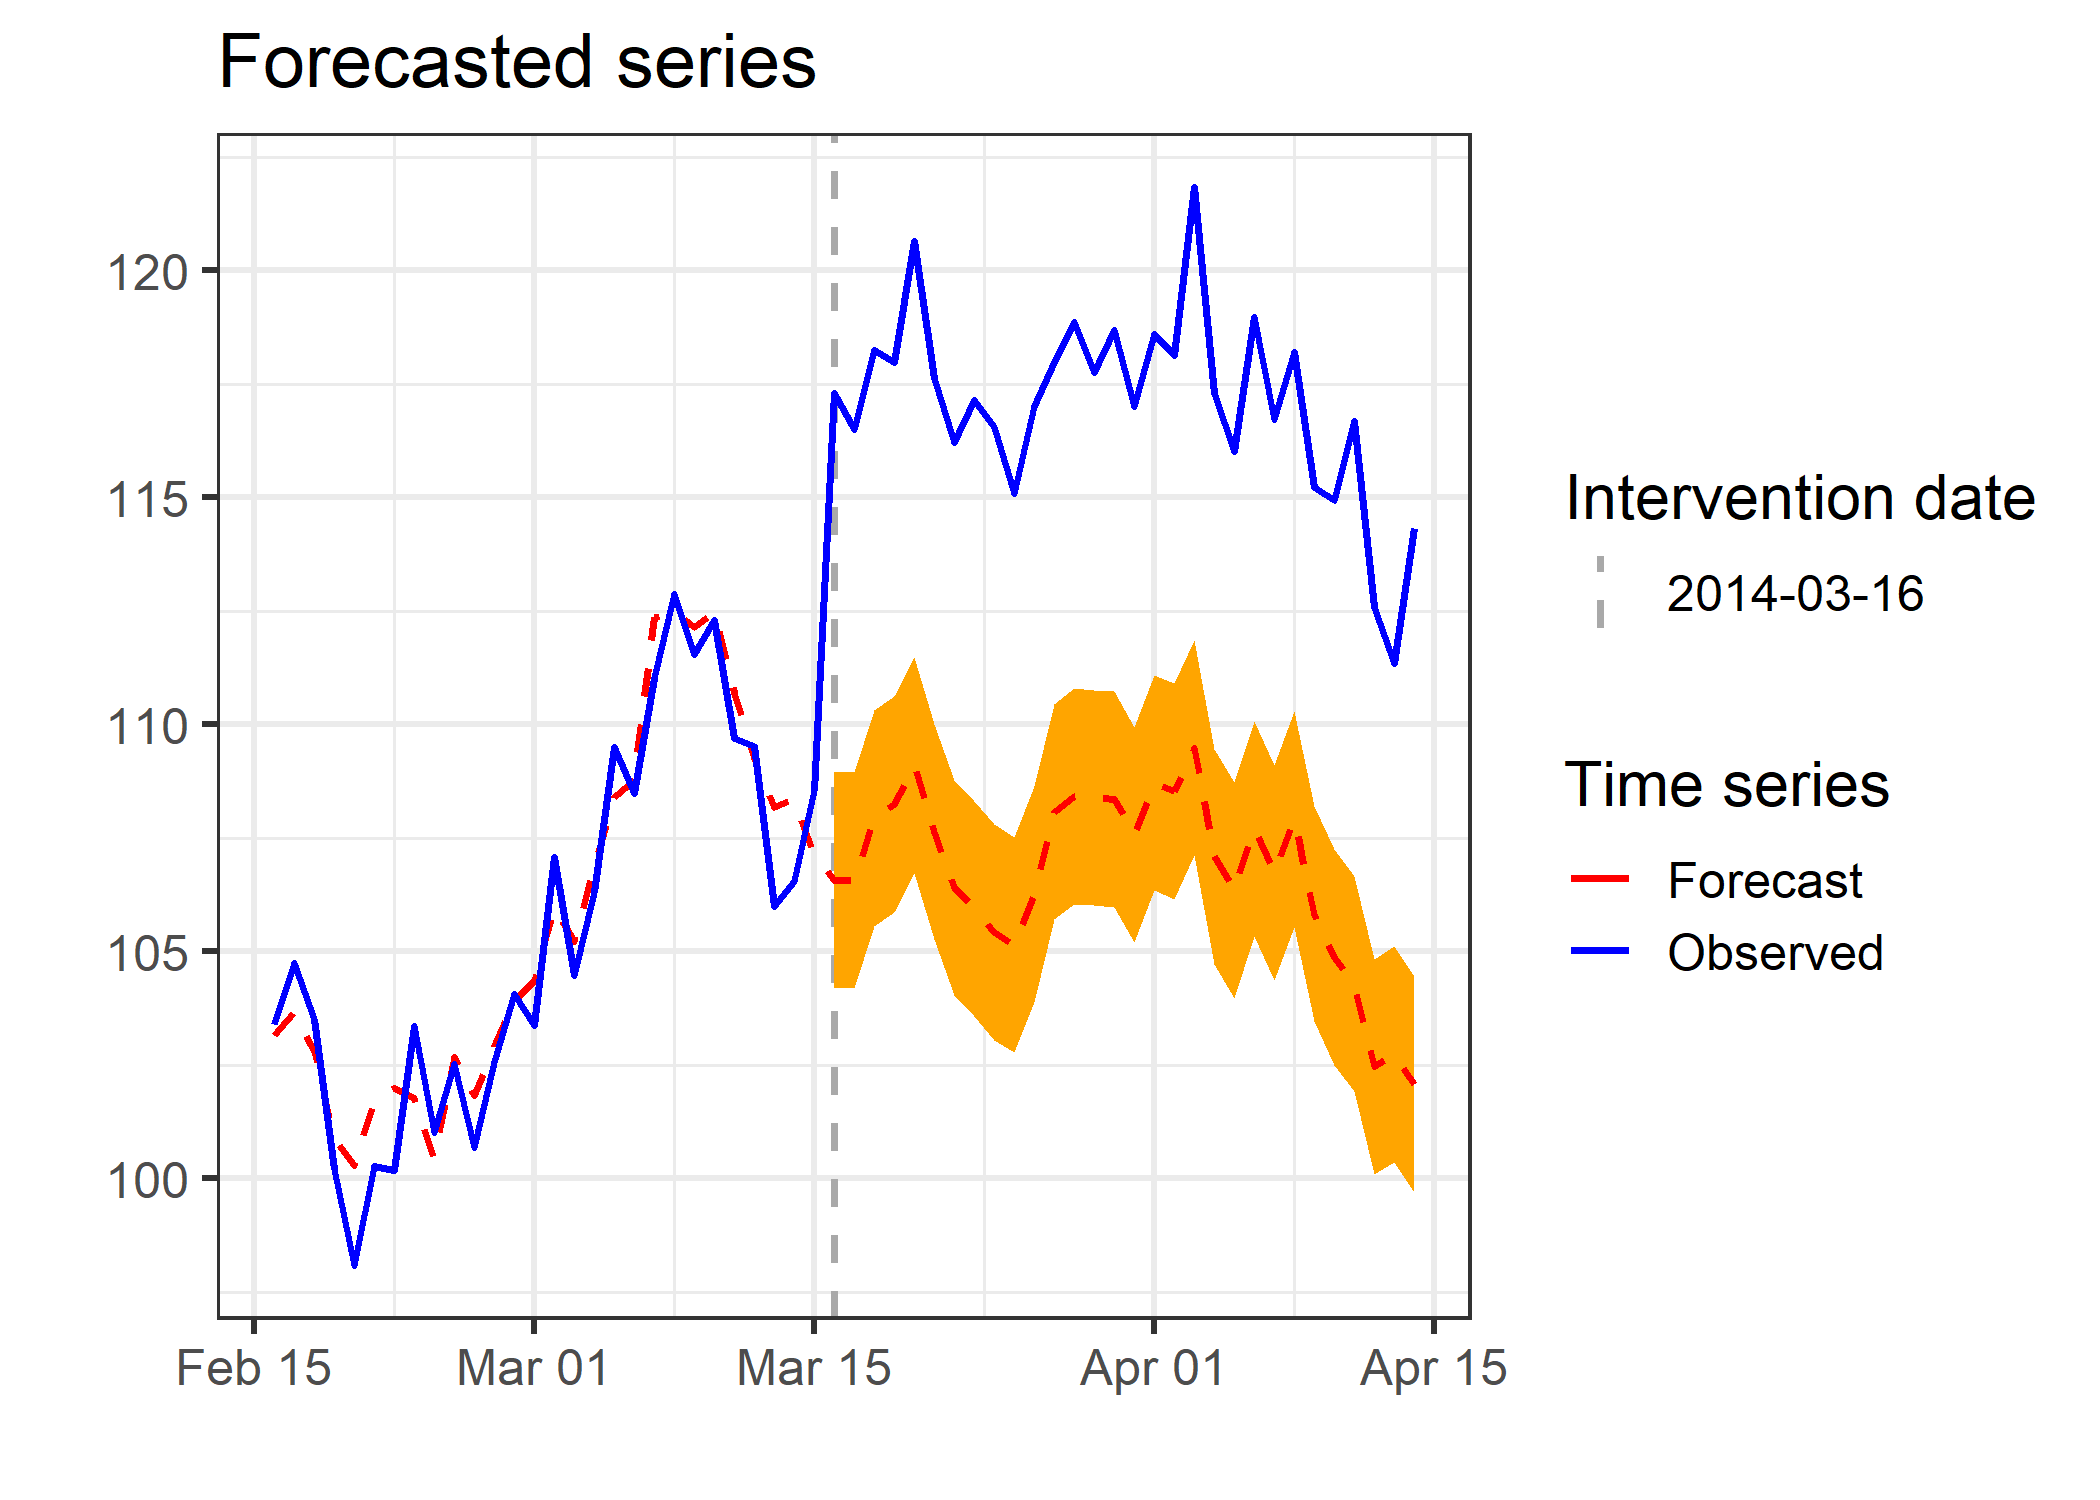 Forecasted series
120
115
110
105
100
Feb 15
Mar 01
Mar 15
Apr 01
Apr 15
Intervention date
2014-03-16
Time series
Forecast
Observed